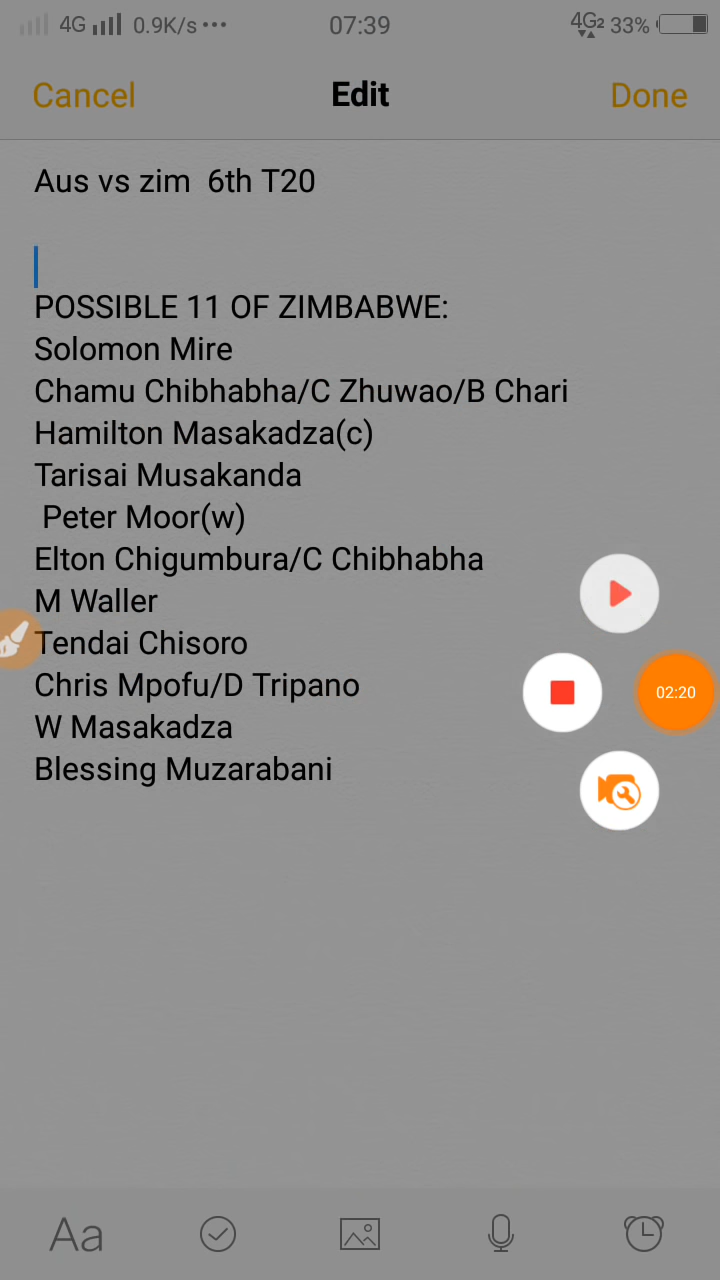 4G 0.9K/s ... 07:39 4G2 33%
Cancel Edit Done
Aus vs zim 6th T20
POSSIBLE 11 OF ZIMBABWE:
Solomon Mire
Chamu Chibhabha/C Zhuwao/B Chari
Hamilton Masakadza(c)
Tarisai Musakanda
Peter Moor(w)
Elton Chigumbura/C Chibhabha
M Waller
Tendai Chisoro
Chris Mpofu/D Tripano
02:20
W Masakadza
Blessing Muzarabani
Aa